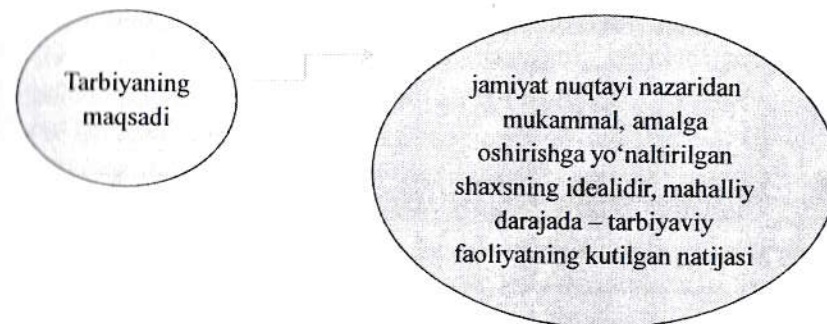 Tarbiyaning
maqsadi
jamiyat nuqtayi nazaridan
mukammal, amalga
oshirishga yo‘naltirilgan
shaxsning idealidir, mahalliy
darajada – tarbiyaviy
faoliyatning kutilgan natijasi